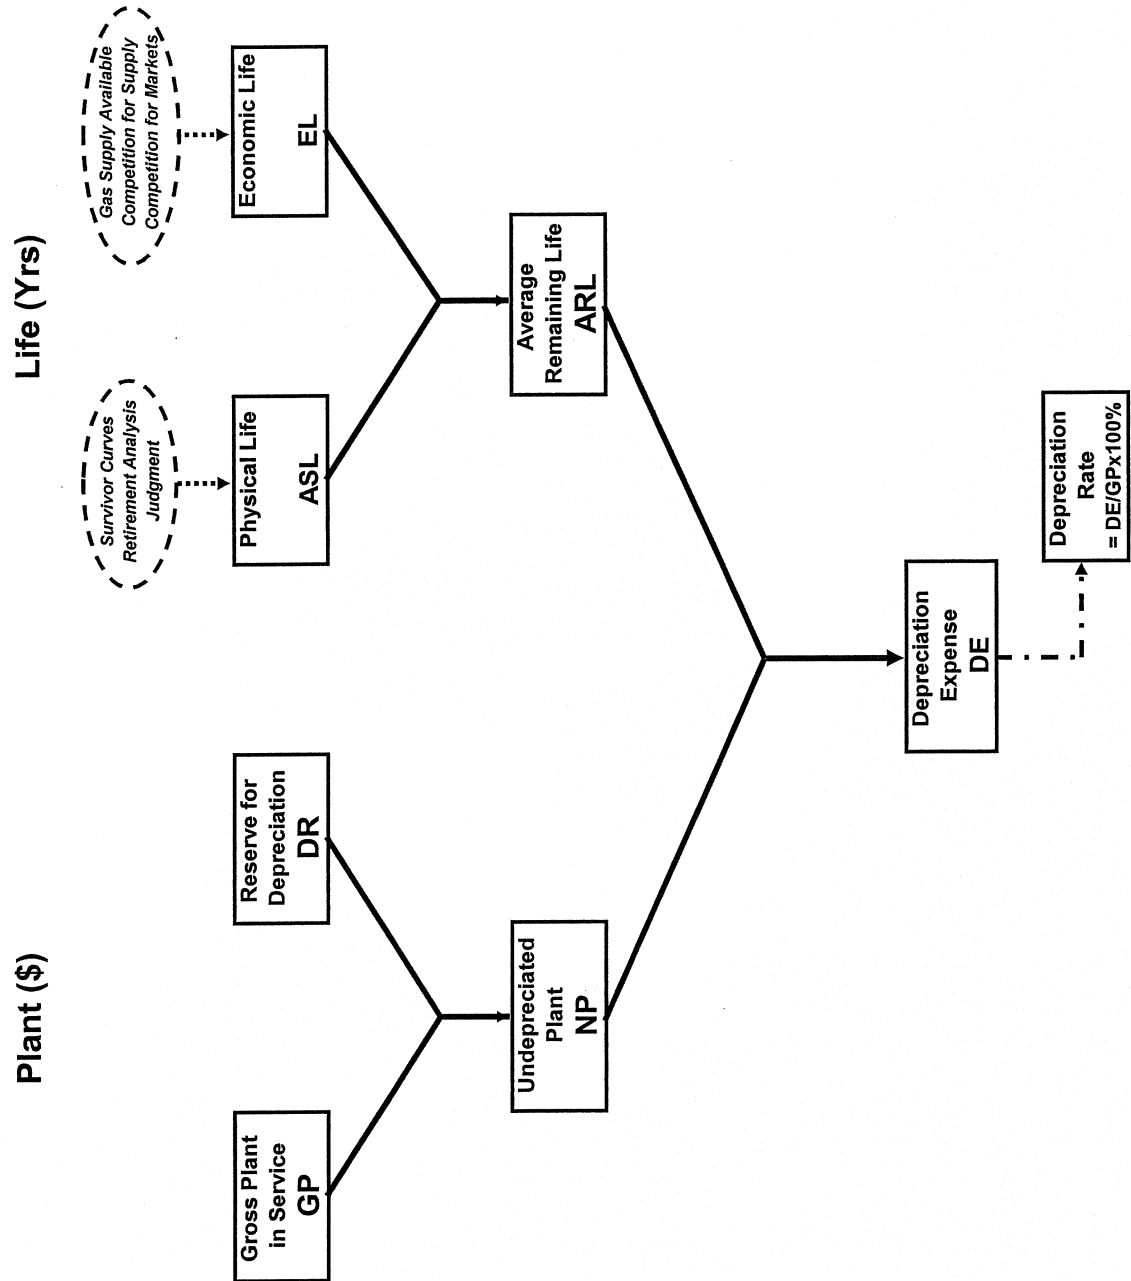 Plant ($)
Life (Yrs)
Survivor Curves
Retirement Analysis
Judgment
Gas Supply Available
Competition for Supply
Competition for Markets
Gross Plant
in Service
GP
Reserve for
Depreciation
DR
Physical Life
ASL
Economic Life
EL
Undepreciated
Plant
NP
Average
Remaining Life
ARL
Depreciation
Expense
DE
Depreciation
Rate
= DE/GPx100%